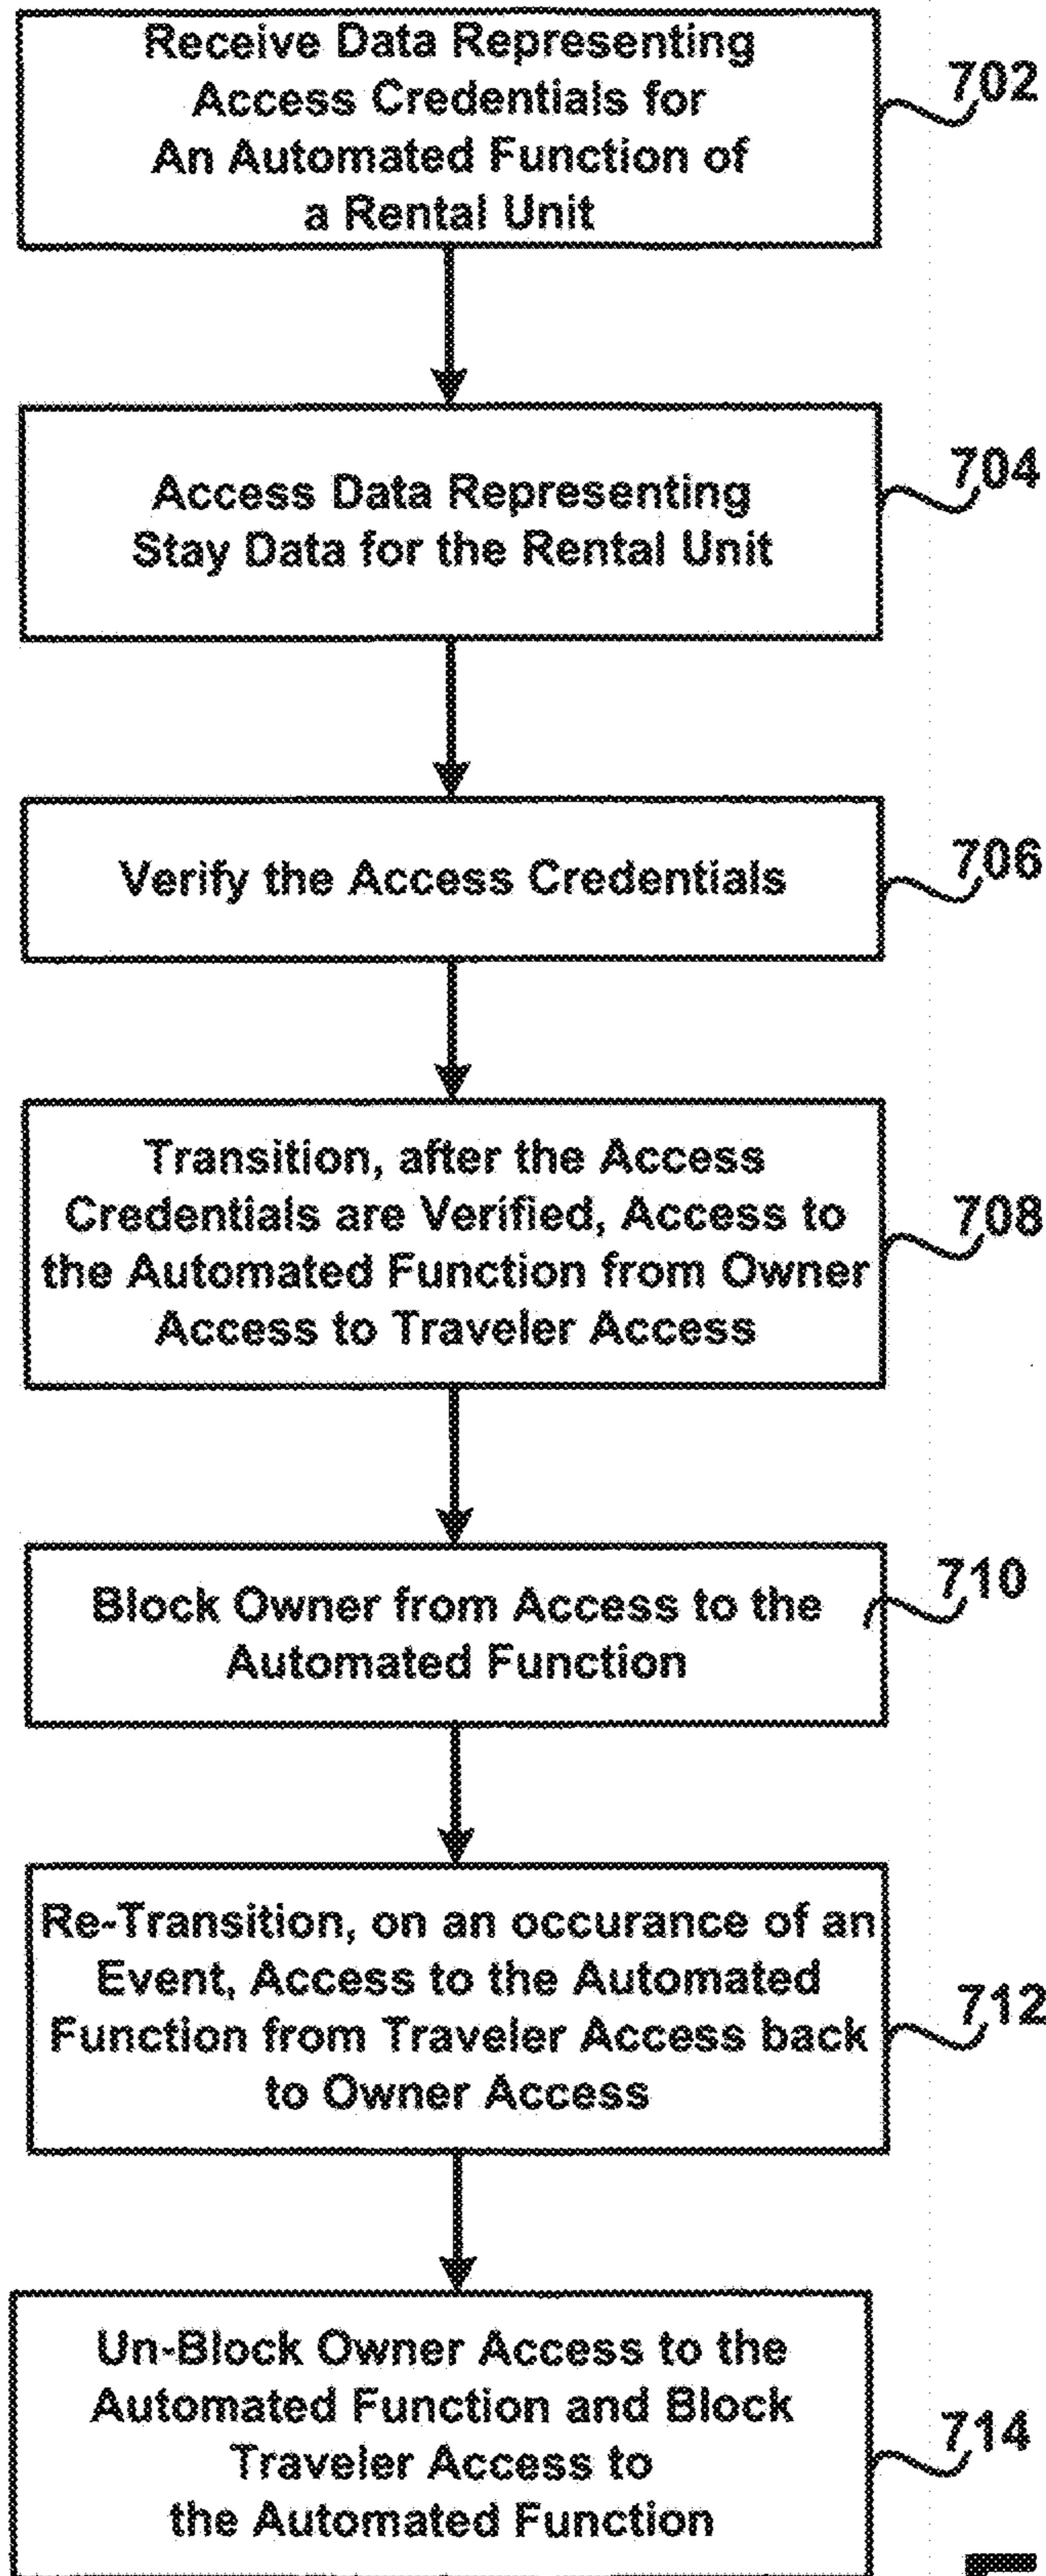 Receive Data Representing
Access Credentials for
An Automated Function of
a Rental Unit
702
Access Data Representing
Stay Data for the Rental Unit
704
Verify the Access Credentials
706
Transition, after the Access
Credentials are Verified, Access to
the Automated Function from Owner
Access to Traveler Access
708
Block Owner from Access to the
Automated Function
710
Re-Transition, on an occurance of an
Event, Access to the Automated
Function from Traveler Access back
to Owner Access
712
Un-Block Owner Access to the
Automated Function and Block
Traveler Access to
the Automated Function
714